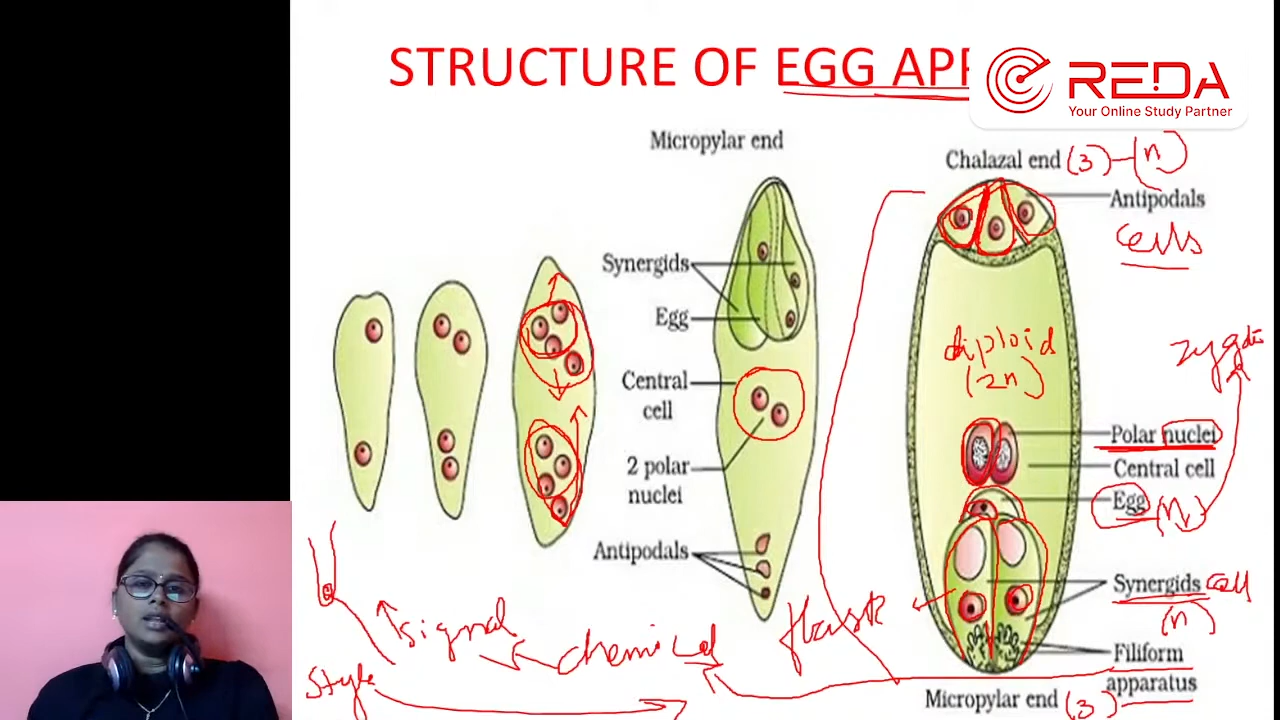 STRUCTURE OF EGG APP
REDA
Your Online Study Partner
Micropylar end
Chalazal end (3)-(n)
Antipodals
cells
Synergids
Egg
diploid
(2n)
Central
cell
Polar nuclei
Central cell
2 polar
nuclei
Egg (n)
Antipodals
Synergids cell
(n)
signal
chemical
Filiform
apparatus
Style
Micropylar end (3)